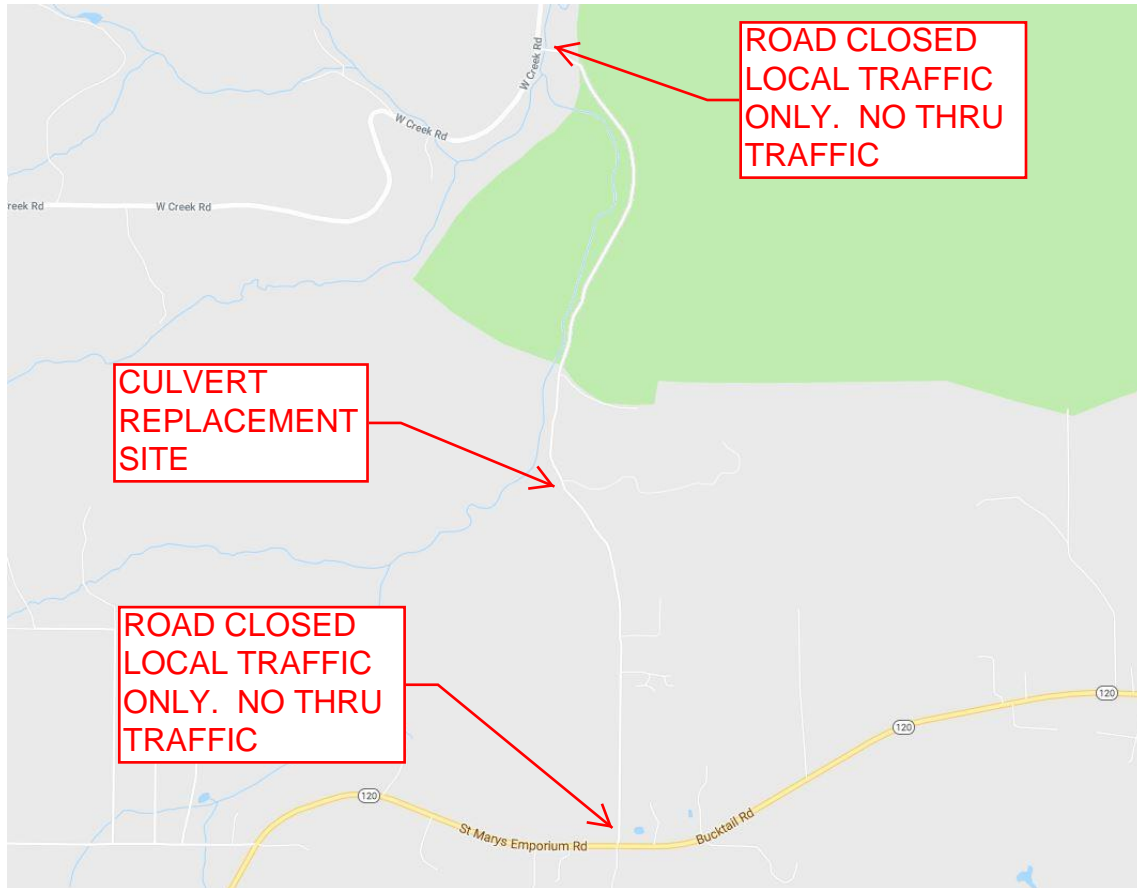 ROAD CLOSED
LOCAL TRAFFIC
ONLY.  NO THRU
TRAFFIC
W Creek Rd
W Creek Rd
reek Rd
W Creek Rd
CULVERT
REPLACEMENT
SITE
ROAD CLOSED
LOCAL TRAFFIC
ONLY.  NO THRU
TRAFFIC
120
120
120
St Marys Emporium Rd
Bucktail Rd